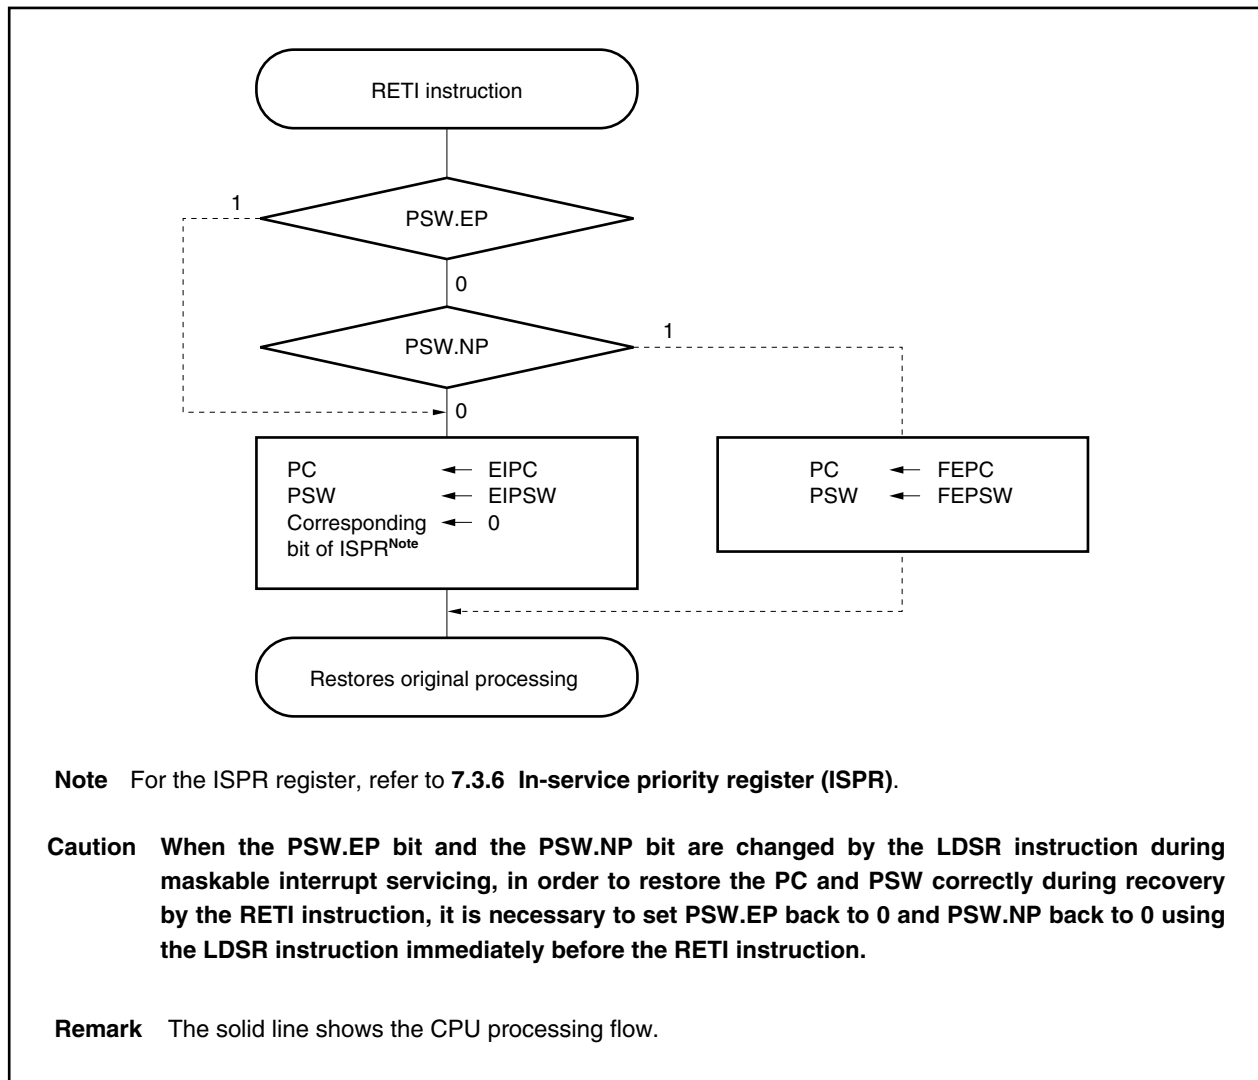 RETI instruction
1
PSW.EP
0
PSW.NP
1
0
PC ← EIPC
PSW ← EIPSW
Corresponding ← 0
bit of ISPRNote
PC ← FEPC
PSW ← FEPSW
Restores original processing
Note For the ISPR register, refer to 7.3.6 In-service priority register (ISPR).
Caution When the PSW.EP bit and the PSW.NP bit are changed by the LDSR instruction during
maskable interrupt servicing, in order to restore the PC and PSW correctly during recovery
by the RETI instruction, it is necessary to set PSW.EP back to 0 and PSW.NP back to 0 using
the LDSR instruction immediately before the RETI instruction.
Remark The solid line shows the CPU processing flow.